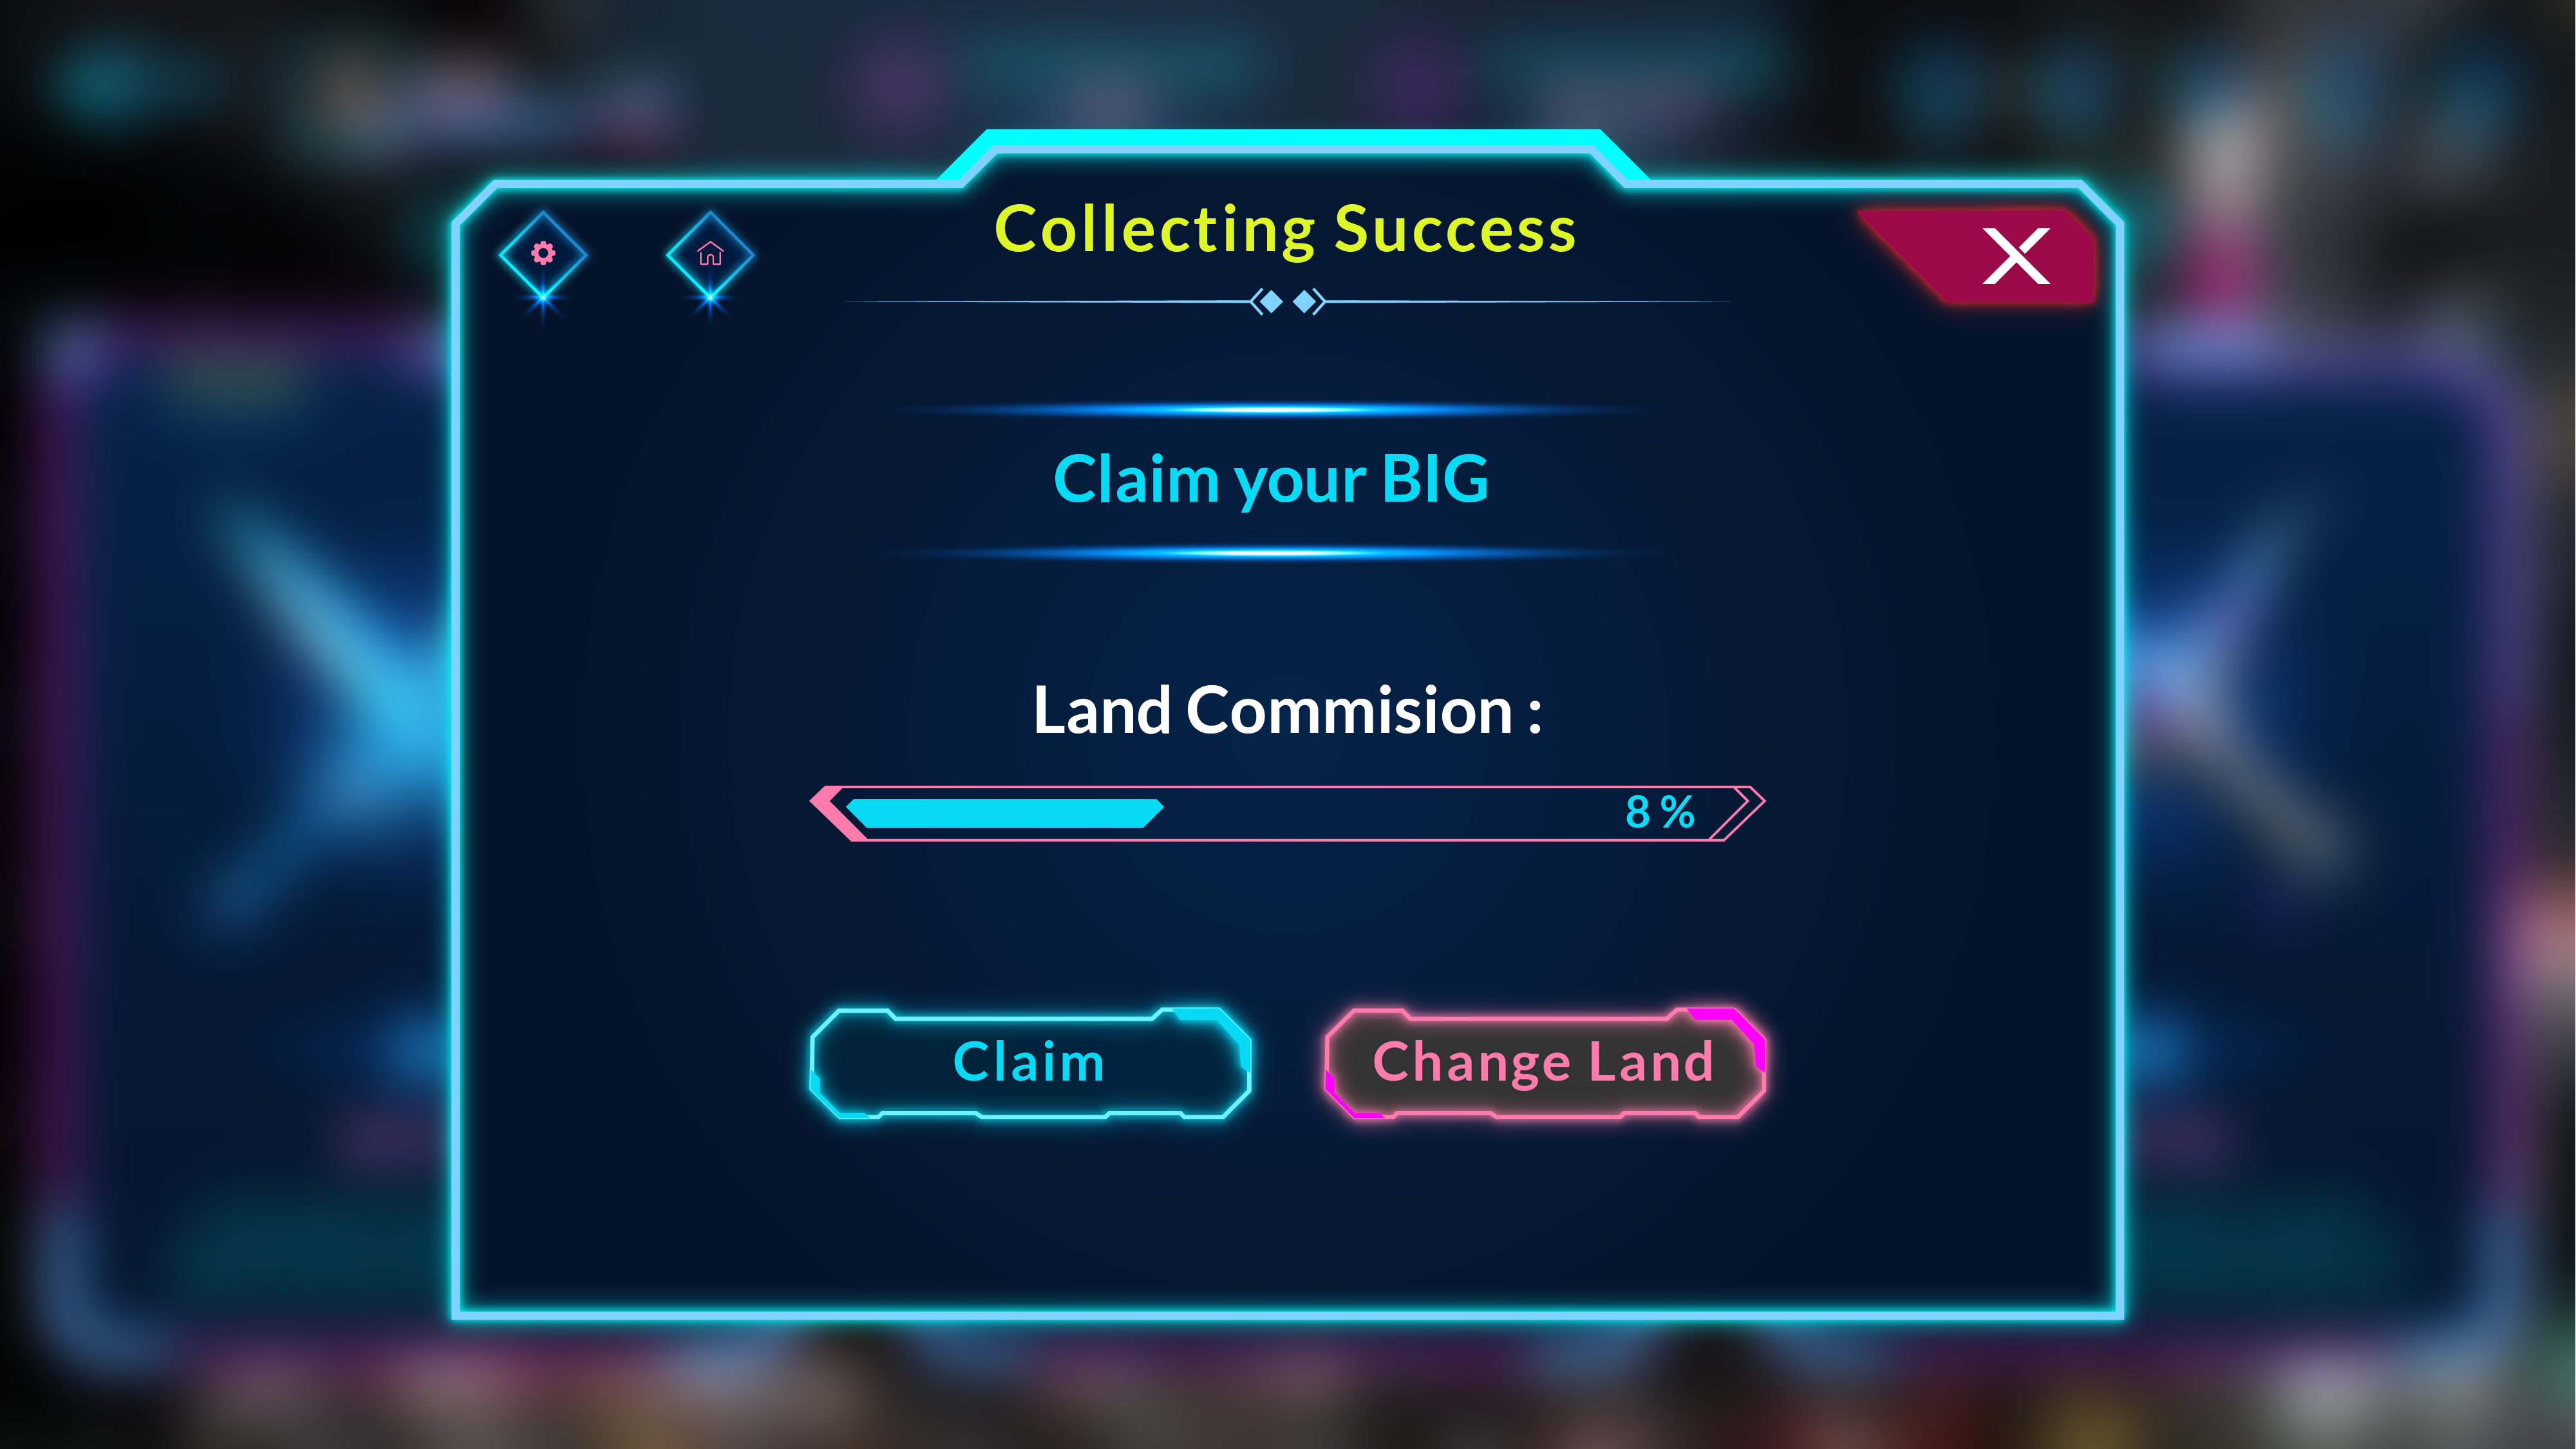 Collecting Success
Claim your BIG
Land Commision :
8 %
Claim
Change Land